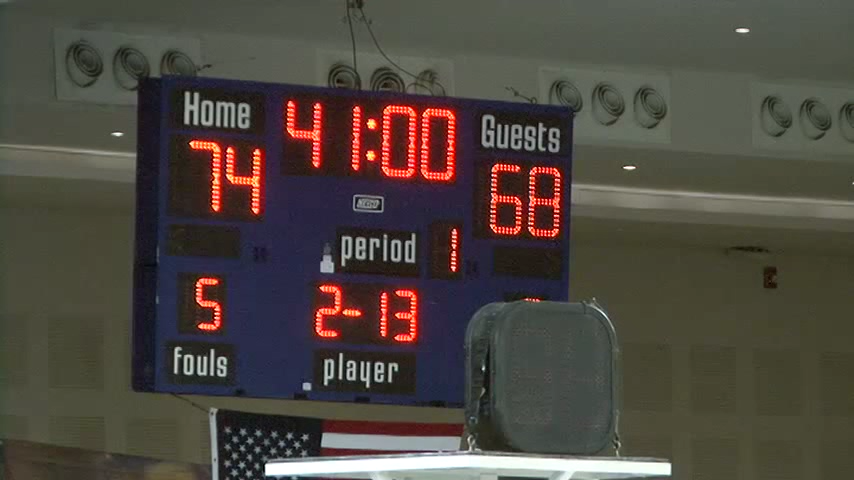 Home 41:00 Guests
74 68
period 1
5 2-13
fouls player